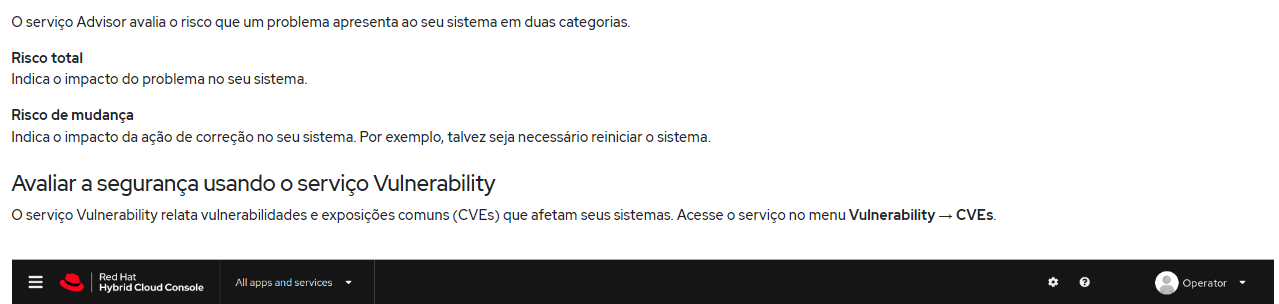 O serviço Advisor avalia o risco que um problema apresenta ao seu sistema em duas categorias.
Risco total
Indica o impacto do problema no seu sistema.
Risco de mudança
Indica o impacto da ação de correção no seu sistema. Por exemplo, talvez seja necessário reiniciar o sistema.
Avaliar a segurança usando o serviço Vulnerability
O serviço Vulnerability relata vulnerabilidades e exposições comuns (CVEs) que afetam seus sistemas. Acesse o serviço no menu Vulnerability → CVEs.
Red Hat
Hybrid Cloud Console
All apps and services
Operator